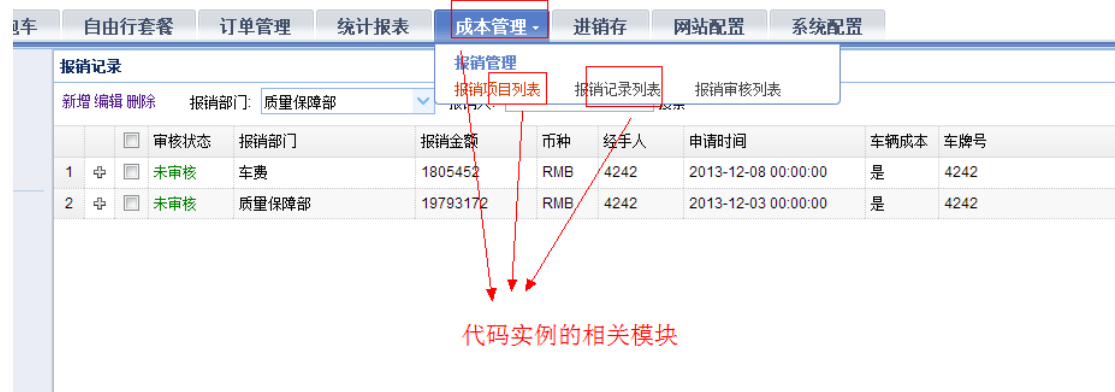 自由行套餐 订单管理 统计报表 成本管理 进销存 网站配置 系统配置
报销管理
报销项目列表 报销记录列表 报销审核列表
报销记录
新增 编辑 删除 报销部门: 质量保障部
审核状态 报销部门 报销金额 币种 经手人 申请时间 车辆成本 车牌号
1 未审核 车费 1805452 RMB 4242 2013-12-08 00:00:00 是 4242
2 未审核 质量保障部 19793172 RMB 4242 2013-12-03 00:00:00 是 4242
代码实例的相关模块